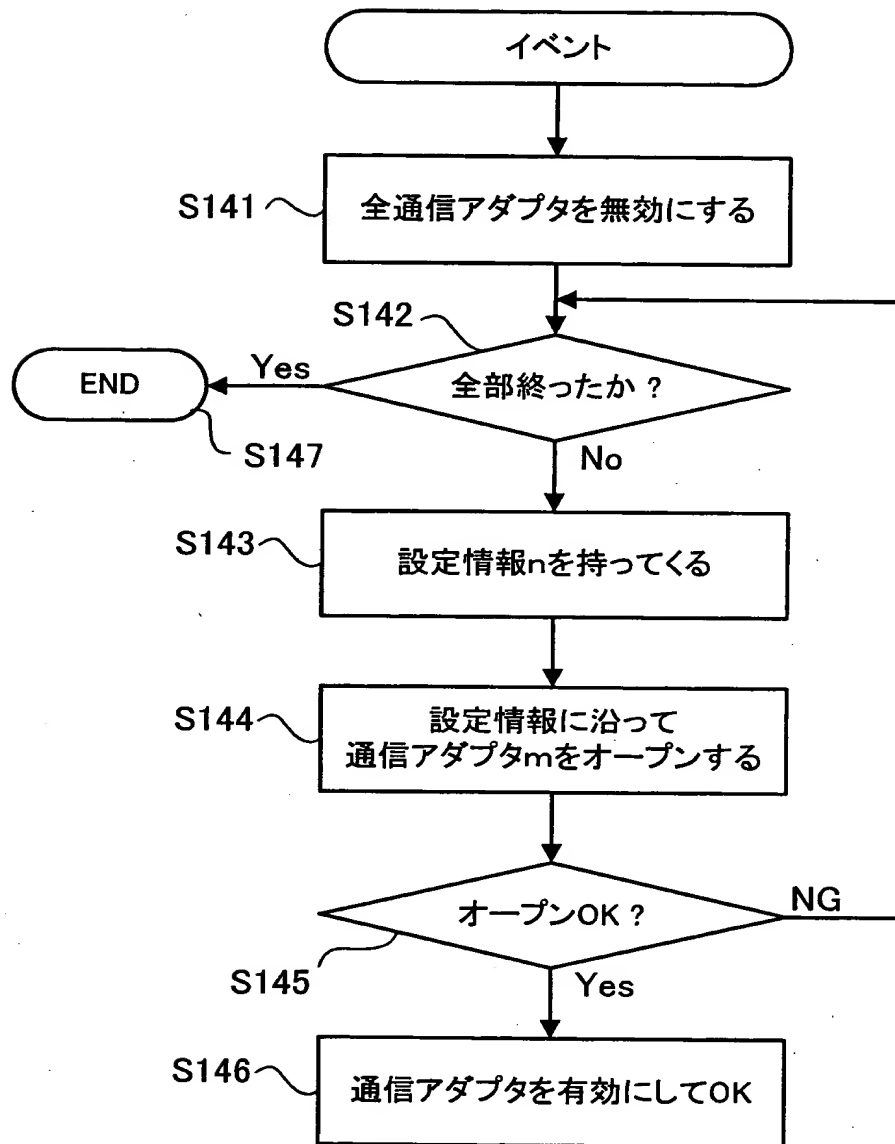 イベント
S141
全通信アダプタを無効にする
S142
全部終ったか？
Yes
END
S147
No
S143
設定情報nを持ってくる
S144
設定情報に沿って
通信アダプタmをオープンする
オープンOK？
NG
S145
Yes
S146
通信アダプタを有効にしてOK